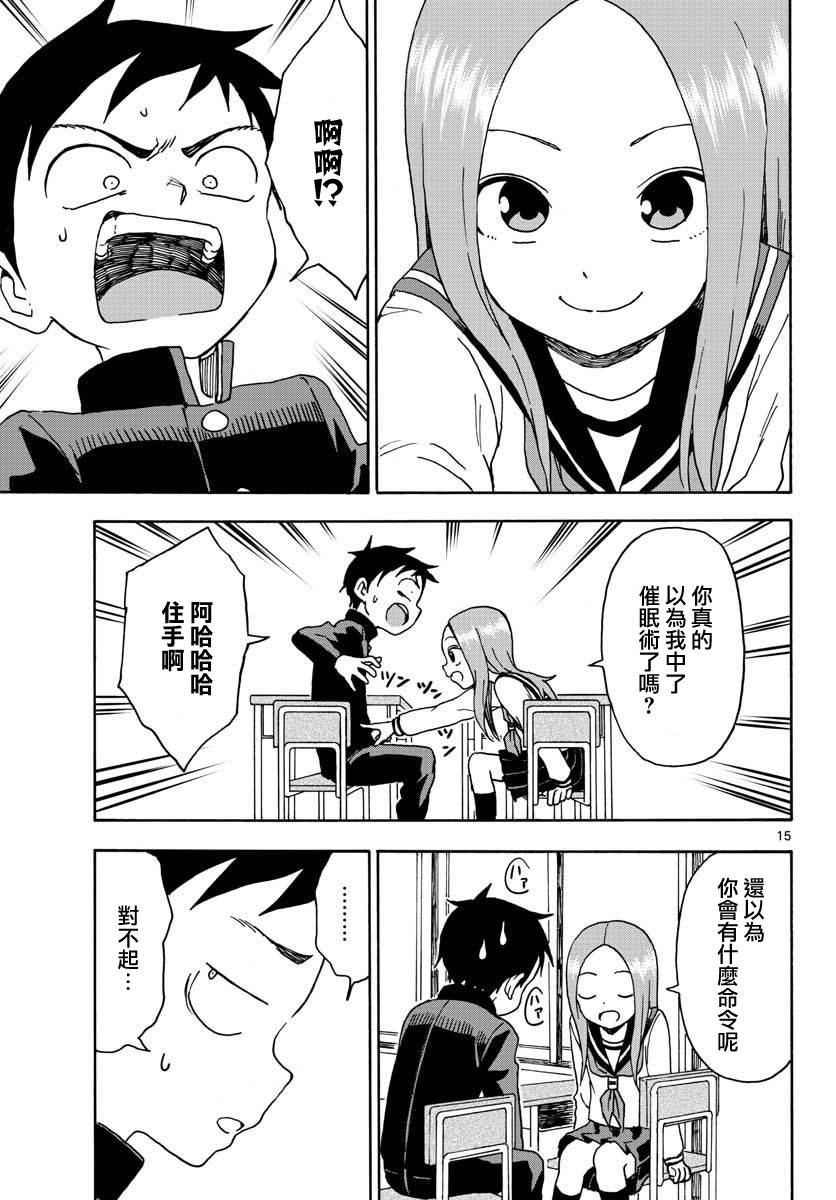 啊啊啊
!?
你真的
以為我中了
催眠術了嗎?
ツン
ツン
ツン
阿哈哈哈
住手啊
15
還以為
你會有什麼命令呢
ハァ
ハァ
………
對不起…